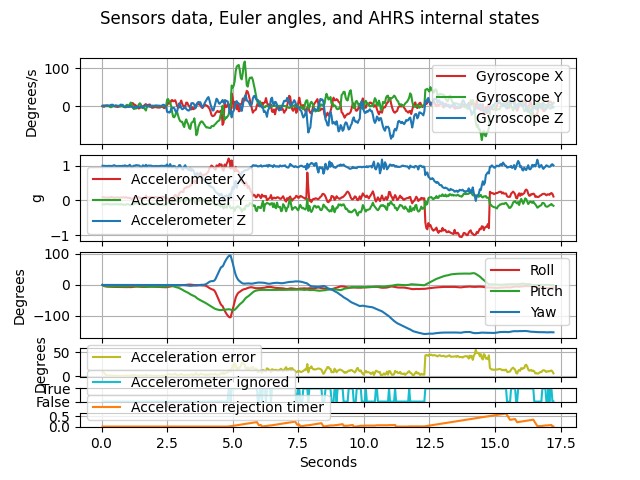 Sensors data, Euler angles, and AHRS internal states
Degrees/s
100
0
Gyroscope X
Gyroscope Y
Gyroscope Z
g
1
0
−1
Accelerometer X
Accelerometer Y
Accelerometer Z
Degrees
100
0
−100
Roll
Pitch
Yaw
Degrees
50
0
Acceleration error
True
False
Accelerometer ignored
0.5
0.0
Acceleration rejection timer
0.0 2.5 5.0 7.5 10.0 12.5 15.0 17.5
Seconds